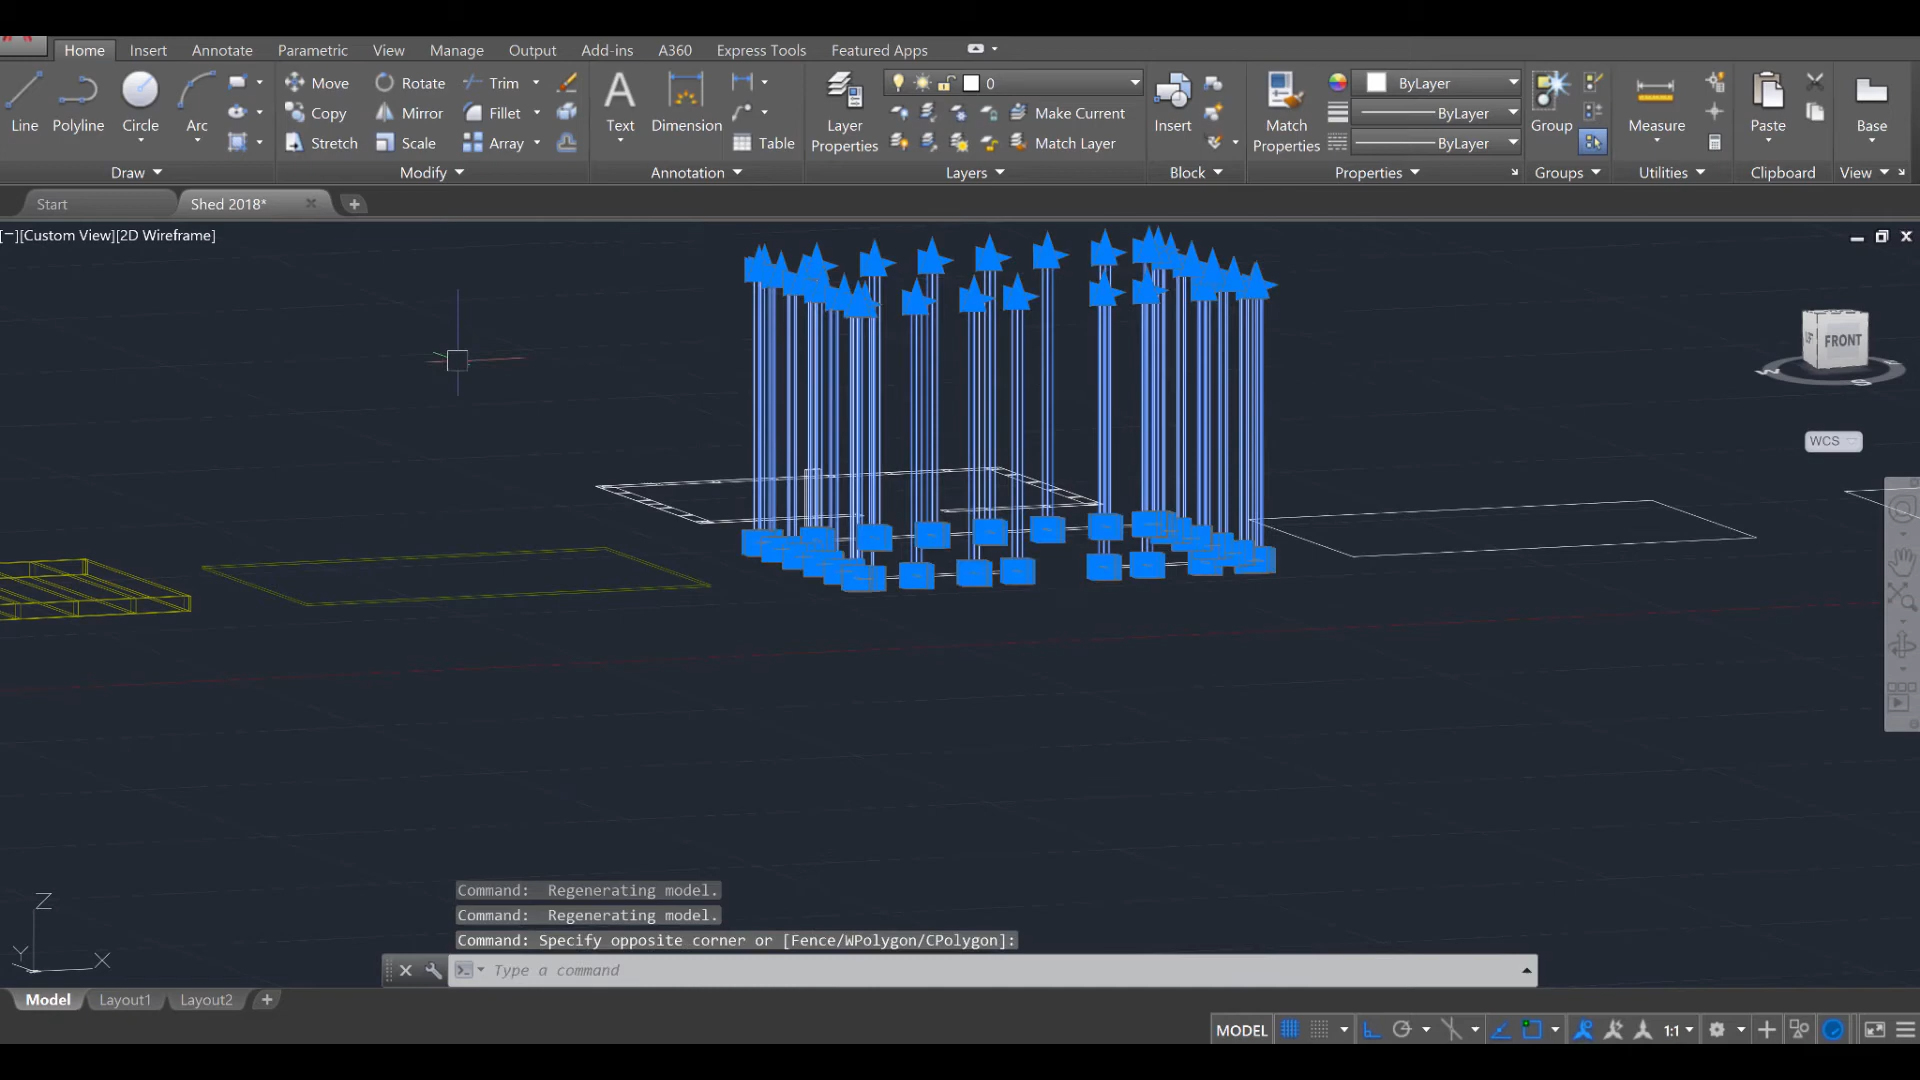 Home Insert Annotate Parametric View Manage Output Add-ins A360 Express Tools Featured Apps
Line Polyline Circle Arc
Move Rotate Trim
Copy Mirror Fillet
Stretch Scale Array
Text Dimension Table
Layer Properties
0
Make Current
Match Layer
Insert
Match Properties
ByLayer
ByLayer
ByLayer
Group
Measure
Paste
Base
Draw Modify Annotation Layers Block Properties Groups Utilities Clipboard View
Start Shed 2018*
[−][Custom View][2D Wireframe]
FRONT
W S
WCS
Command: Regenerating model.
Command: Regenerating model.
Command: Specify opposite corner or [Fence/WPolygon/CPolygon]:
Type a command
Z
Y X
Model Layout1 Layout2
MODEL 1:1